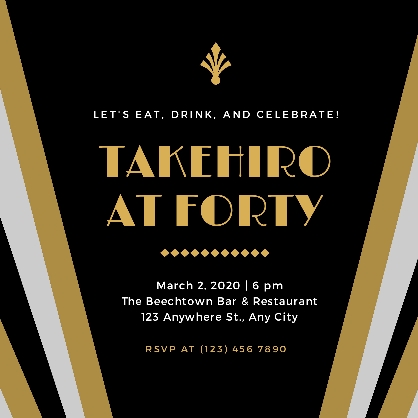 LET'S EAT, DRINK, AND CELEBRATE!
TAKEHIRO
AT FORTY
March 2, 2020 | 6 pm
The Beechtown Bar & Restaurant
123 Anywhere St., Any City
RSVP AT (123) 456 7890